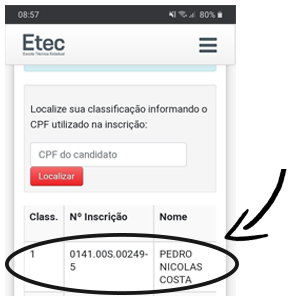 08:57 80%
Etec
Escola Técnica Estadual
Localize sua classificação informando o
CPF utilizado na inscrição:
CPF do candidato
Localizar
Class. Nº Inscrição Nome
1 0141.00S.00249- PEDRO
5 NICOLAS
COSTA